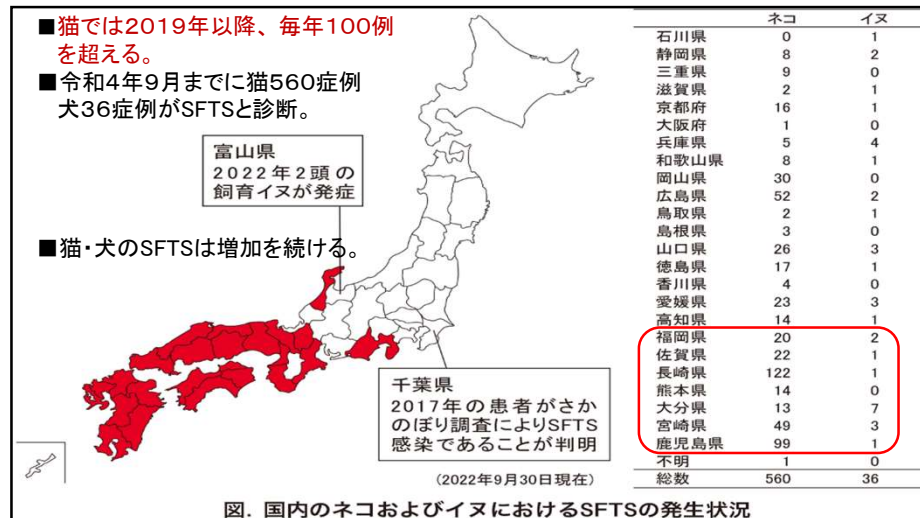 ■猫では2019年以降、毎年100例
を超える。
■令和4年9月までに猫560症例
犬36症例がSFTSと診断。
富山県
2022年2頭の
飼育イヌが発症
■猫・犬のSFTSは増加を続ける。
千葉県
2017年の患者がさか
のぼり調査によりSFTS
感染であることが判明
(2022年9月30日現在)
ネコ イヌ
石川県 0 1
静岡県 8 2
三重県 9 0
滋賀県 2 1
京都府 16 1
大阪府 1 0
兵庫県 5 4
和歌山県 8 1
岡山県 30 0
広島県 52 2
鳥取県 2 1
島根県 3 0
山口県 26 3
徳島県 17 1
香川県 4 0
愛媛県 23 3
高知県 14 1
福岡県 20 2
佐賀県 22 1
長崎県 122 1
熊本県 14 0
大分県 13 7
宮崎県 49 3
鹿児島県 99 1
不明 1 0
総数 560 36
図. 国内のネコおよびイヌにおけるSFTSの発生状況